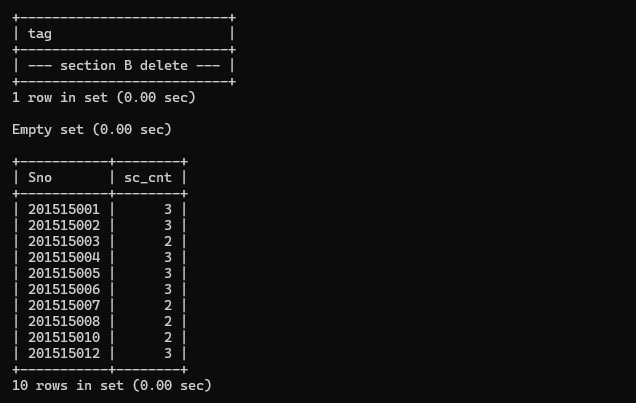 +--------------------------+
| tag                      |
+--------------------------+
| --- section B delete --- |
+--------------------------+
1 row in set (0.00 sec)

Empty set (0.00 sec)

+-----------+--------+
| Sno       | sc_cnt |
+-----------+--------+
| 201515001 |      3 |
| 201515002 |      3 |
| 201515003 |      2 |
| 201515004 |      3 |
| 201515005 |      3 |
| 201515006 |      3 |
| 201515007 |      2 |
| 201515008 |      2 |
| 201515010 |      2 |
| 201515012 |      3 |
+-----------+--------+
10 rows in set (0.00 sec)